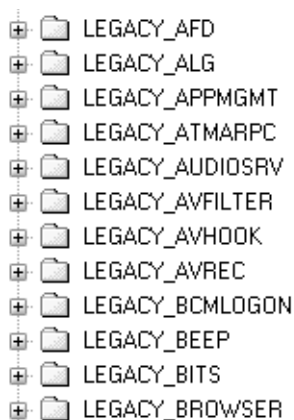 LEGACY_AFD
LEGACY_ALG
LEGACY_APPMGMT
LEGACY_ATMARPC
LEGACY_AUDIOSRV
LEGACY_AVFILTER
LEGACY_AVHOOK
LEGACY_AVREC
LEGACY_BCMLOGON
LEGACY_BEEP
LEGACY_BITS
LEGACY_BROWSER